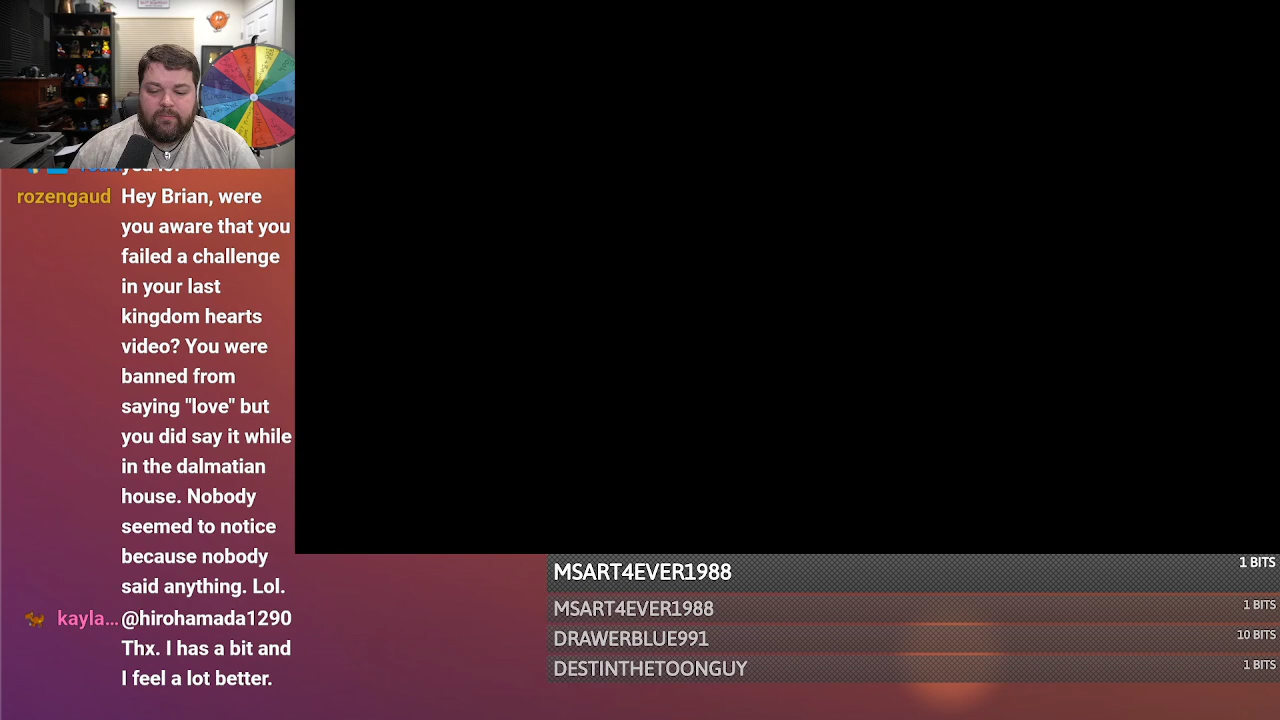 rozengaud Hey Brian, were
you aware that you
failed a challenge
in your last
kingdom hearts
video? You were
banned from
saying "love" but
you did say it while
in the dalmatian
house. Nobody
seemed to notice
because nobody
said anything. Lol.
kayla... @hirohamada1290
Thx. I has a bit and
I feel a lot better.
MSART4EVER1988 1 BITS
MSART4EVER1988 1 BITS
DRAWERBLUE991 10 BITS
DESTINTHETOONGUY 1 BITS